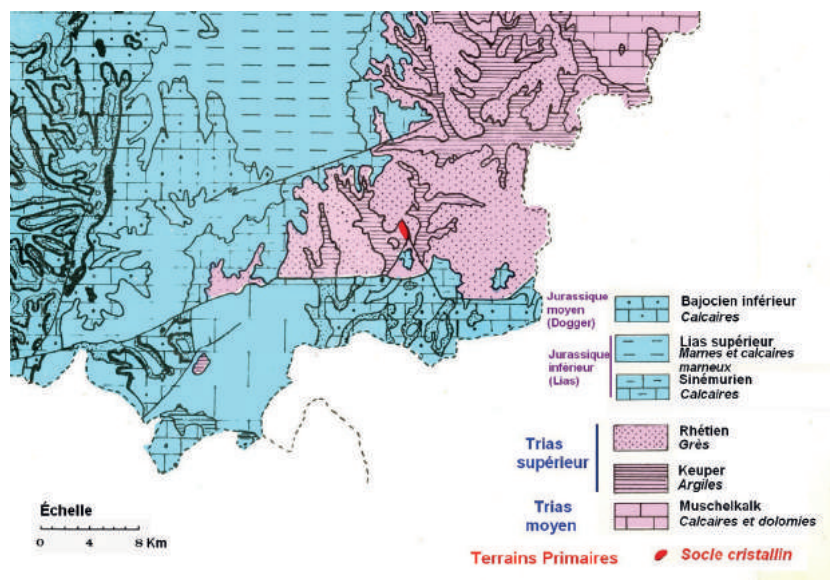 Jurassique
moyen
(Dogger)
Bajocien inférieur
Calcaires
Jurassique
inférieur
(Lias)
Lias supérieur
Marnes et calcaires
marneux
Sinémurien
Calcaires
Trias
supérieur
Rhétien
Grès
Keuper
Argiles
Trias
moyen
Muschelkalk
Calcaires et dolomies
Terrains Primaires
Socle cristallin
Échelle
0 4 8 Km